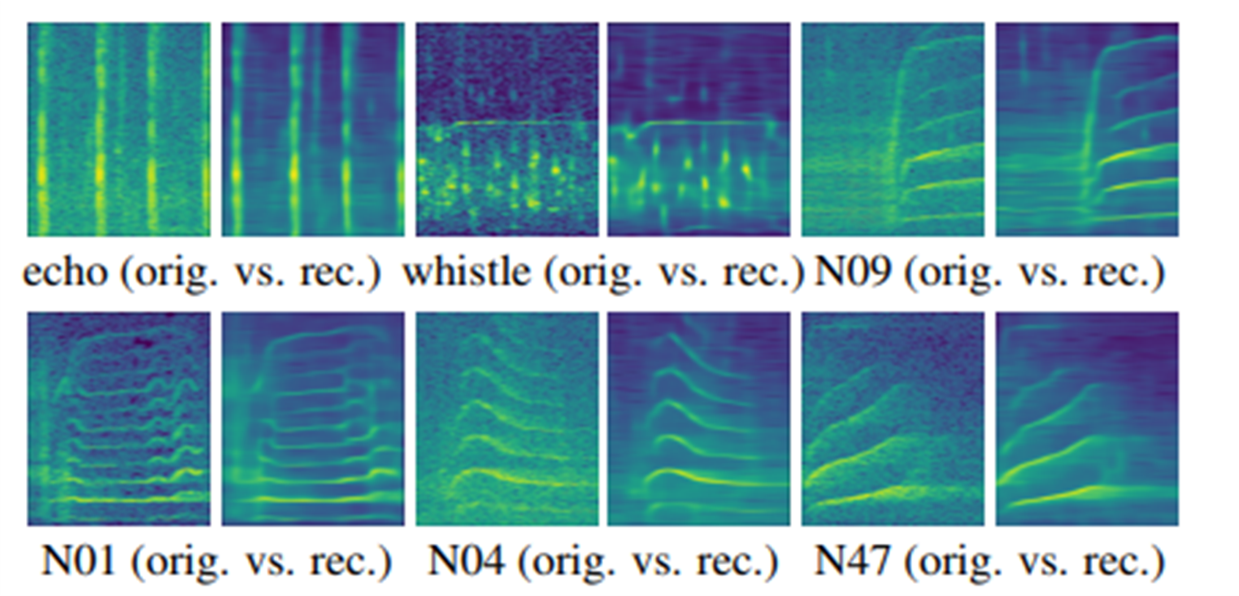 echo (orig. vs. rec.) whistle (orig. vs. rec.) N09 (orig. vs. rec.)
N01 (orig. vs. rec.) N04 (orig. vs. rec.) N47 (orig. vs. rec.)